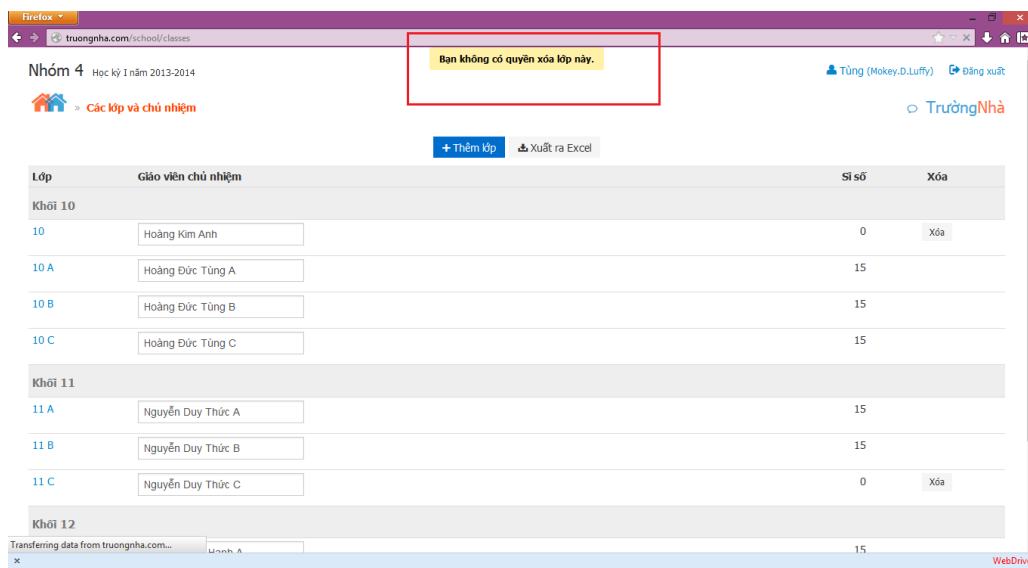 Firefox
truongnha.com/school/classes
Bạn không có quyền xóa lớp này.
Nhóm 4 Học kỳ I năm 2013-2014
Tùng (Mokey.D.Luffy) Đăng xuất
» Các lớp và chủ nhiệm
TrườngNhà
+ Thêm lớp Xuất ra Excel
Lớp Giáo viên chủ nhiệm Sĩ số Xóa
Khối 10
10 Hoàng Kim Anh 0 Xóa
10 A Hoàng Đức Tùng A 15
10 B Hoàng Đức Tùng B 15
10 C Hoàng Đức Tùng C 15
Khối 11
11 A Nguyễn Duy Thức A 15
11 B Nguyễn Duy Thức B 15
11 C Nguyễn Duy Thức C 0 Xóa
Khối 12
Transferring data from truongnha.com...
15
× WebDriv